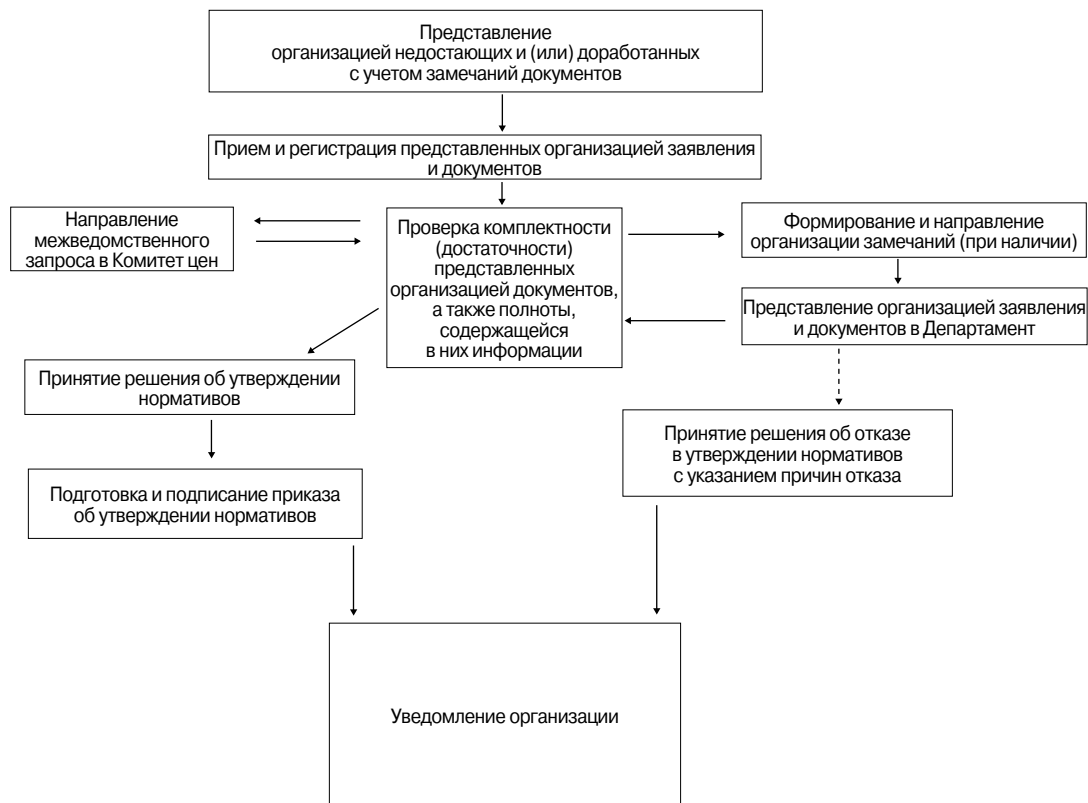 Представление
организацией недостающих и (или) доработанных
с учетом замечаний документов
Прием и регистрация представленных организацией заявления
и документов
Направление
межведомственного
запроса в Комитет цен
Проверка комплектности
(достаточности)
представленных
организацией документов,
а также полноты,
содержащейся
в них информации
Формирование и направление
организации замечаний (при наличии)
Представление организацией заявления
и документов в Департамент
Принятие решения об утверждении
нормативов
Принятие решения об отказе
в утверждении нормативов
с указанием причин отказа
Подготовка и подписание приказа
об утверждении нормативов
Уведомление организации